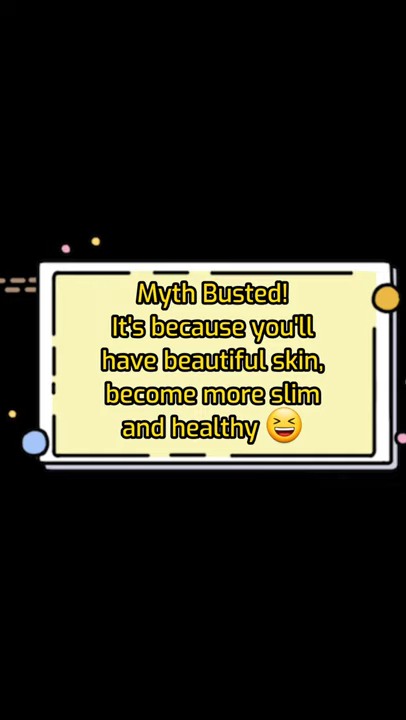 Myth Busted!
It's because you'll
have beautiful skin,
become more slim
and healthy 😆